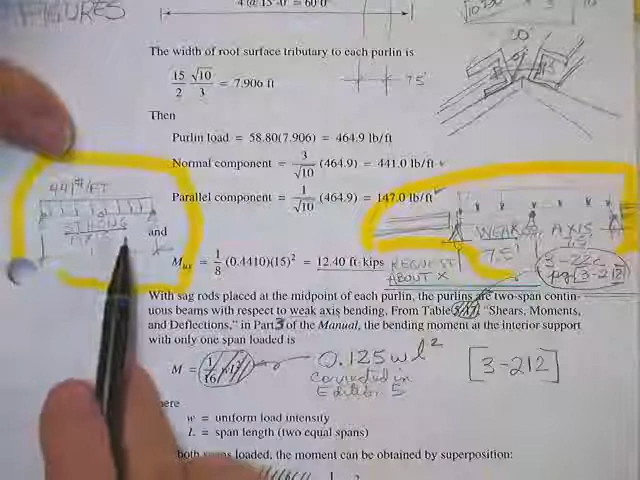 FIGURES
4 @ 15'-0" = 60'0"
The width of roof surface tributary to each purlin is
15/2 √10/3 = 7.906 ft
7.5'
Then
Purlin load = 58.80(7.906) = 464.9 lb/ft
Normal component = 3/√10 (464.9) = 441.0 lb/ft
Parallel component = 1/√10 (464.9) = 147.0 lb/ft
441#/FT
STRONG
WEAK AXIS
7.5'
7.5'
and
Mux = 1/8 (0.4410)(15)² = 12.40 ft-kips
ABOUT X
3-22c
pg. 3-212
With sag rods placed at the midpoint of each purlin, the purlins are two-span contin-
uous beams with respect to weak axis bending. From Table "Shears, Moments,
and Deflections," in Part 3 of the Manual, the bending moment at the interior support
with only one span loaded is
M = 1/16 wl²
0.125wl²
corrected in
Edition 5
[3-212]
here
w = uniform load intensity
L = span length (two equal spans)
both spans loaded, the moment can be obtained by superposition: